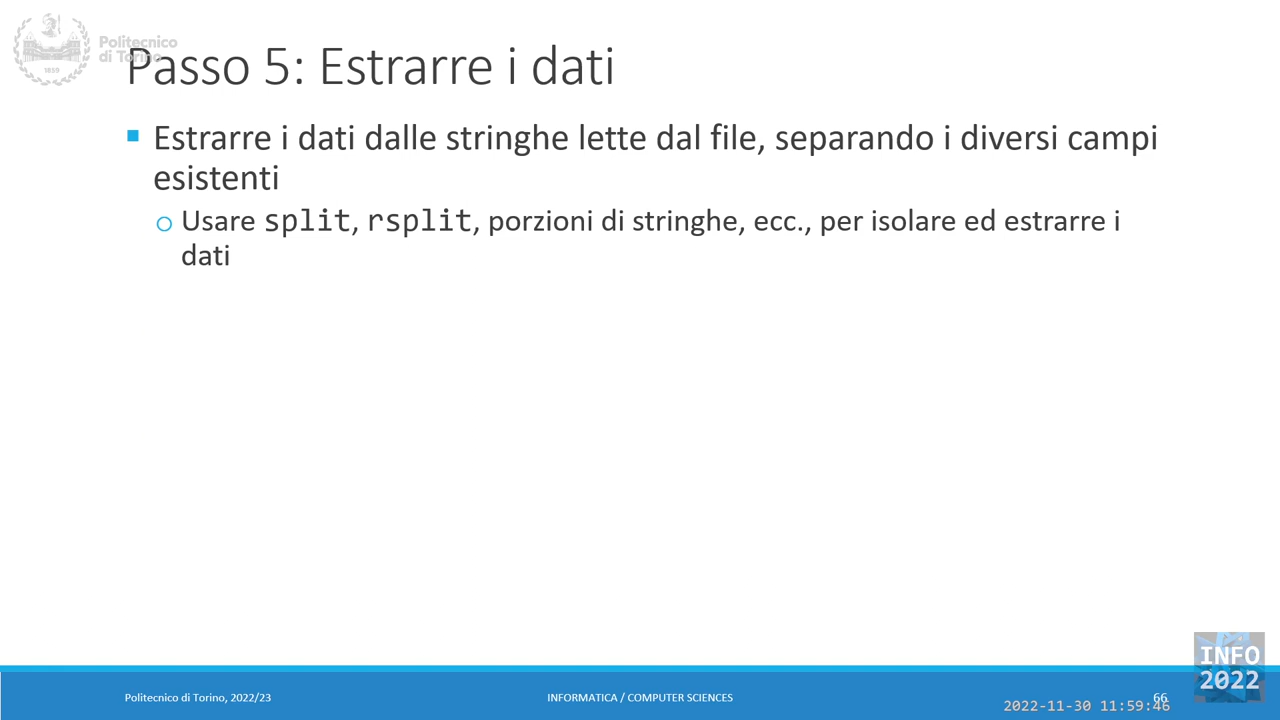 Politecnico
di Torino
1859
Passo 5: Estrarre i dati
Estrarre i dati dalle stringhe lette dal file, separando i diversi campi
esistenti
Usare split, rsplit, porzioni di stringhe, ecc., per isolare ed estrarre i
dati
INFO
2022
Politecnico di Torino, 2022/23
INFORMATICA / COMPUTER SCIENCES
66
2022-11-30 11:59:46